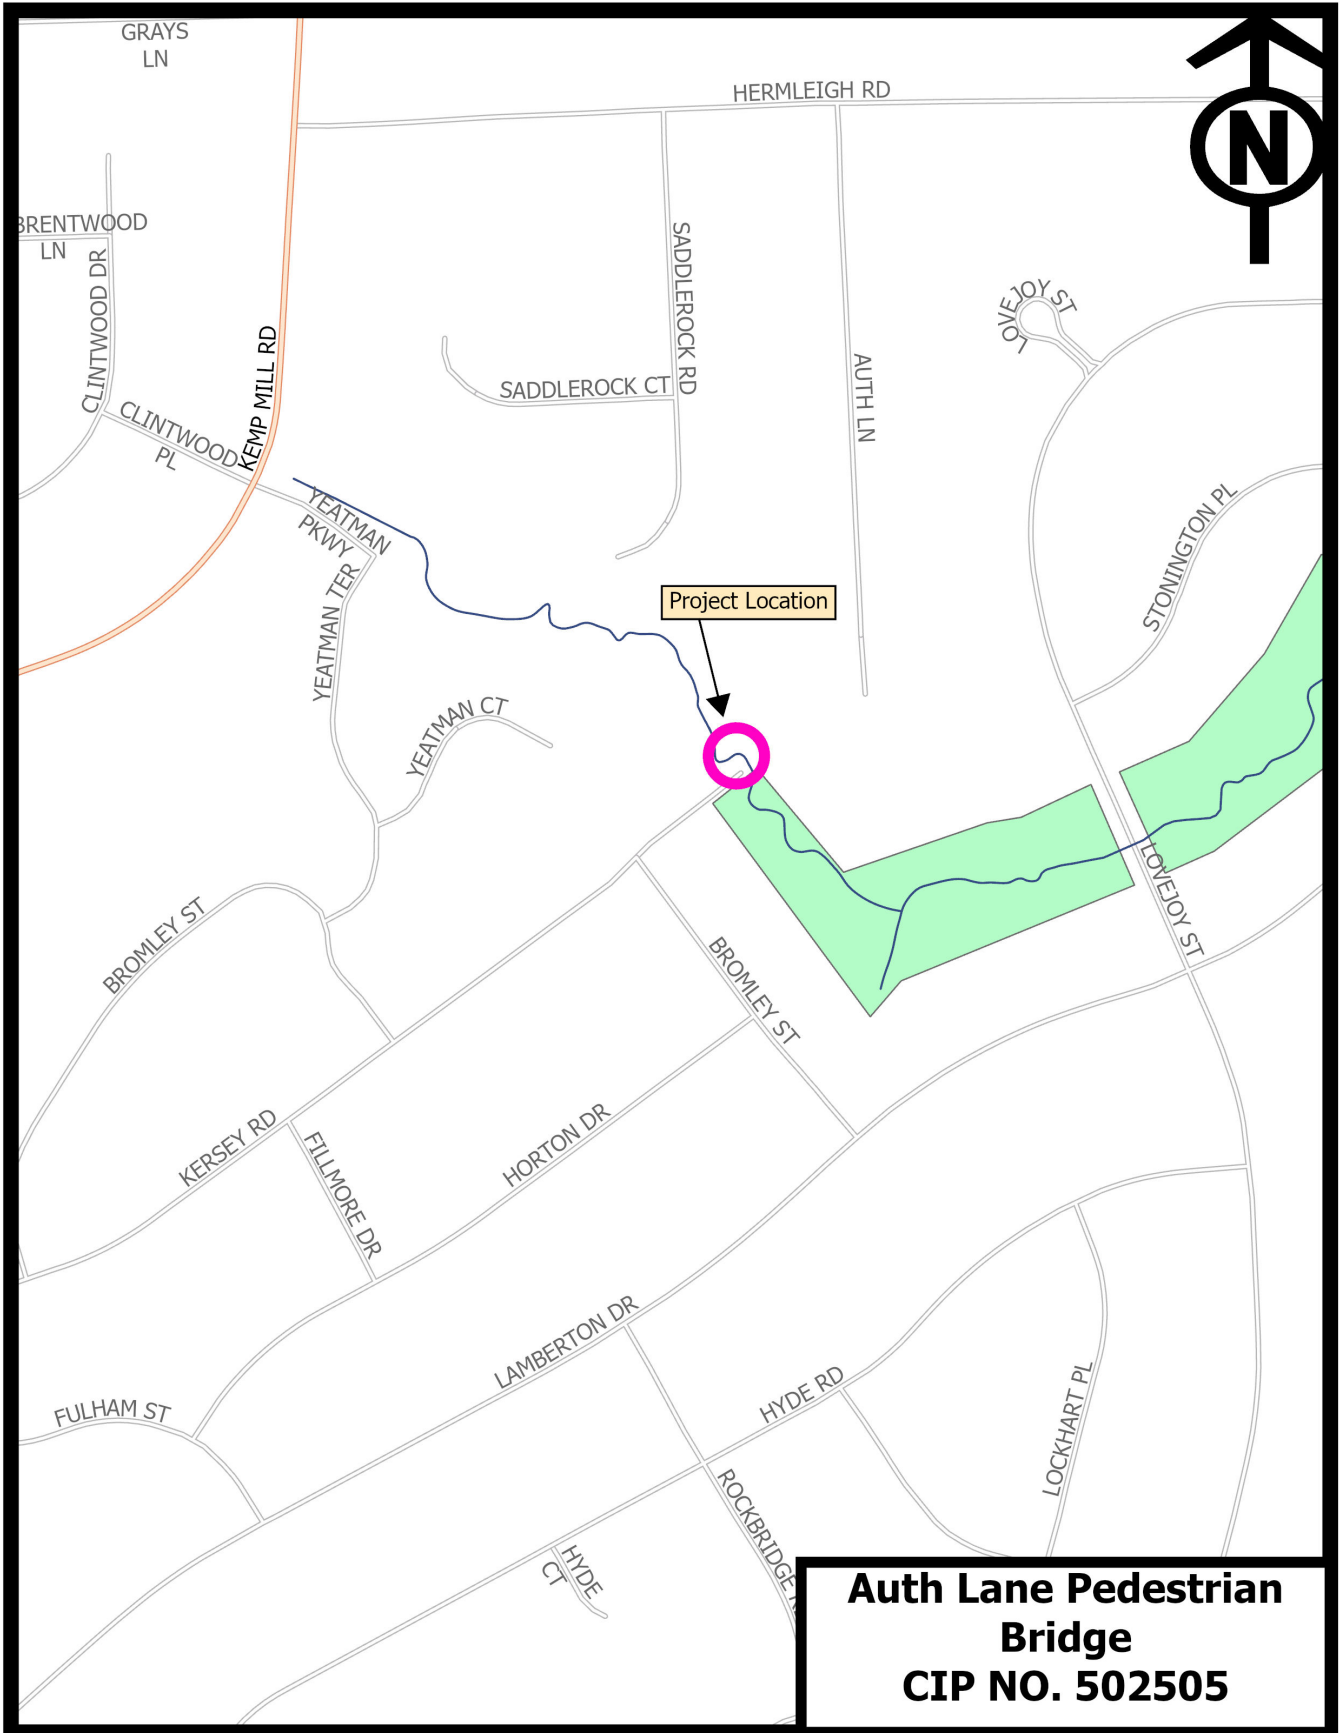 GRAYS
LN
HERMLEIGH RD
N
BRENTWOOD
LN
CLINTWOOD DR
SADDLEROCK RD
LOVEJOY ST
KEMP MILL RD
AUTH LN
SADDLEROCK CT
CLINTWOOD
PL
YEATMAN
PKWY
STONINGTON PL
YEATMAN TER
Project Location
YEATMAN CT
LOVEJOY ST
BROMLEY ST
BROMLEY ST
KERSEY RD
HORTON DR
FILLMORE DR
LAMBERTON DR
HYDE RD
LOCKHART PL
FULHAM ST
ROCKBRIDGE
HYDE
CT
Auth Lane Pedestrian
Bridge
CIP NO. 502505